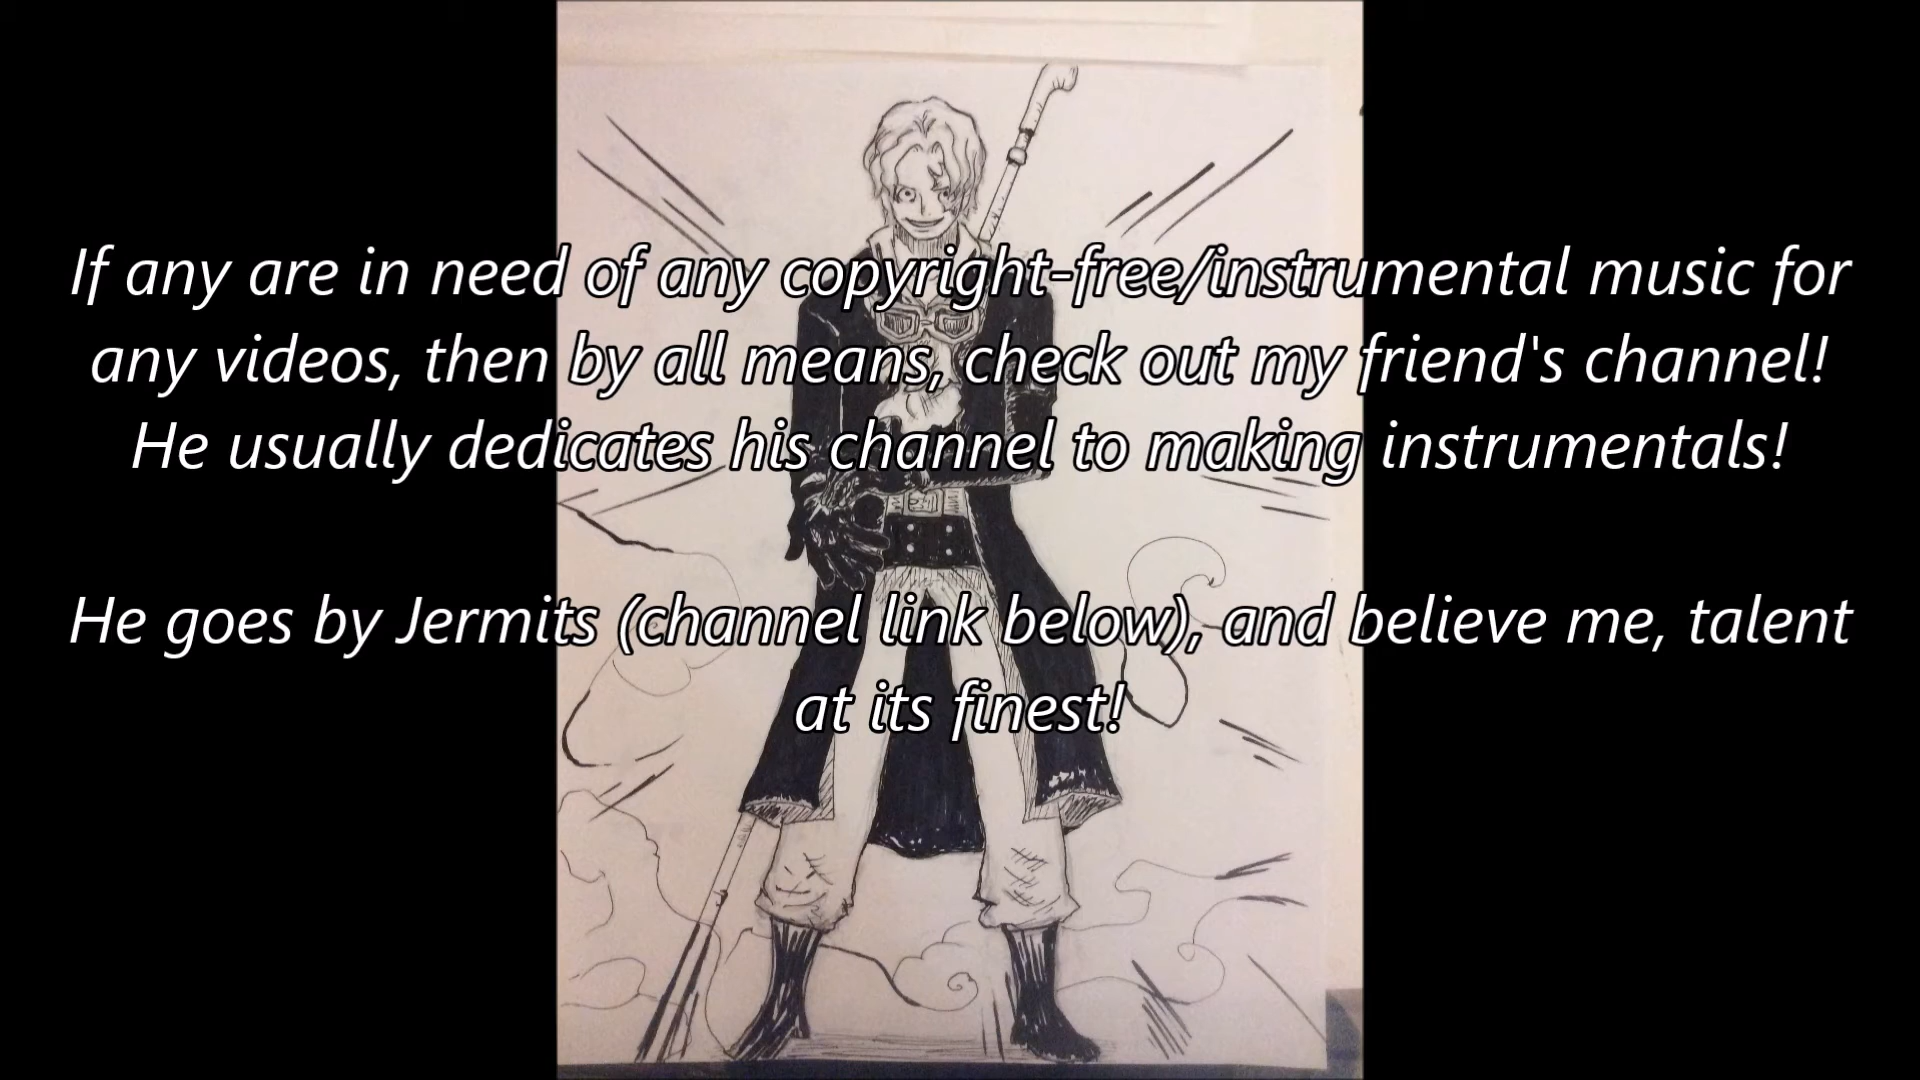 If any are in need of any copyright-free/instrumental music for
any videos, then by all means, check out my friend's channel!
He usually dedicates his channel to making instrumentals!
He goes by Jermits (channel link below), and believe me, talent
at its finest!